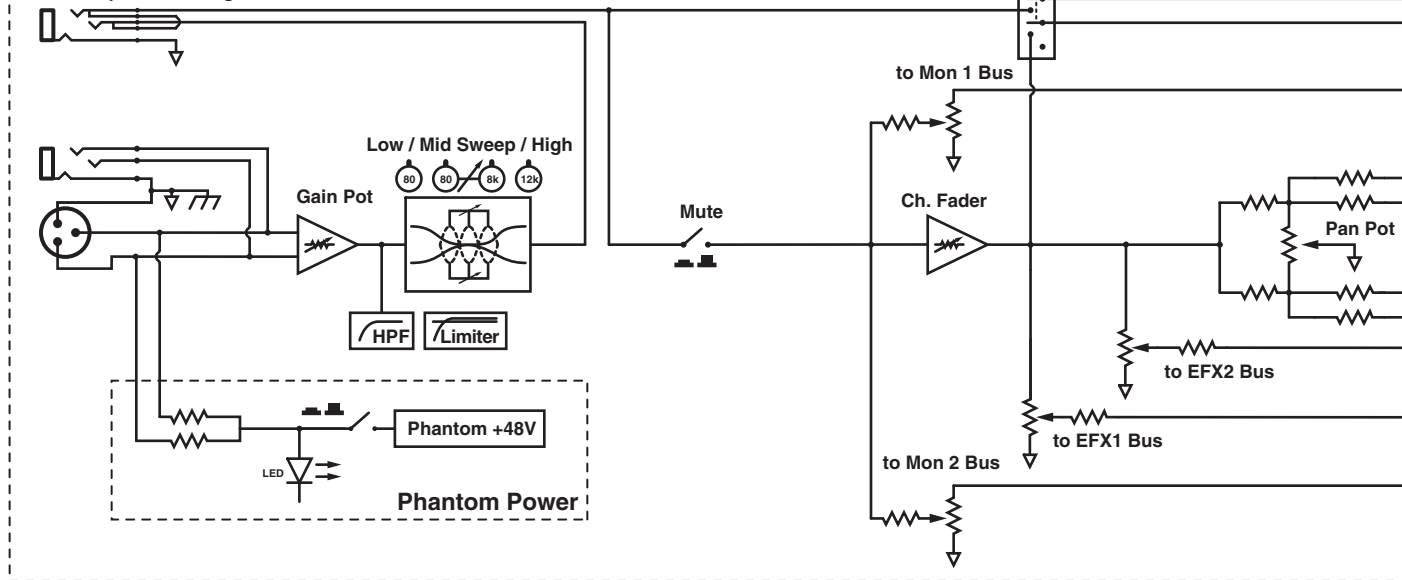 to Mon 1 Bus
Low / Mid Sweep / High
80 80 8k 12k
Gain Pot
Mute
Ch. Fader
Pan Pot
HPF
Limiter
to EFX2 Bus
Phantom +48V
to EFX1 Bus
LED
to Mon 2 Bus
Phantom Power